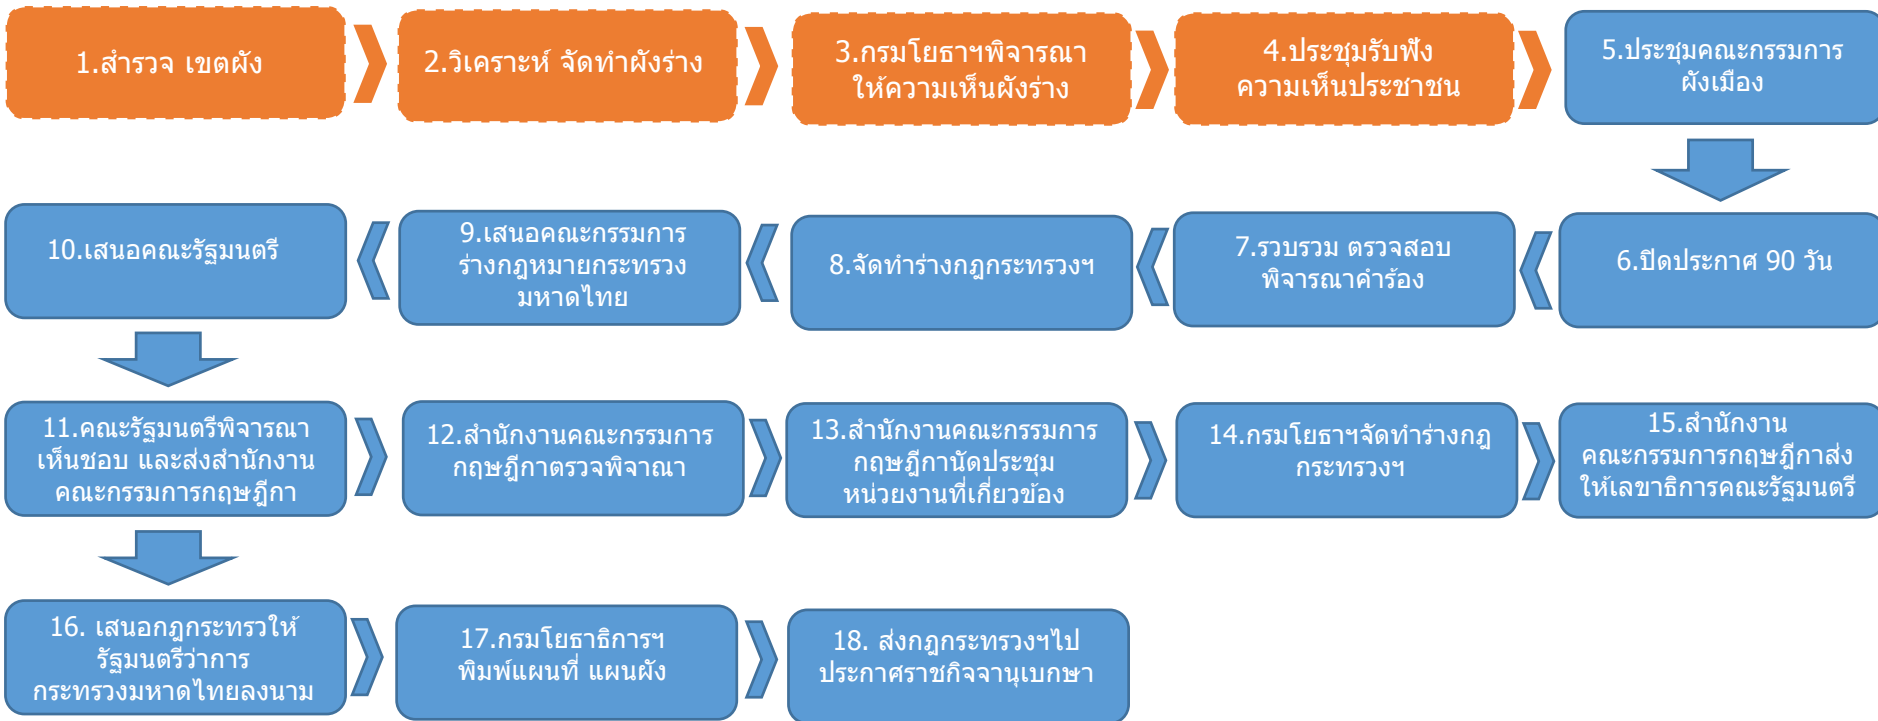 1.สำรวจ เขตผัง
2.วิเคราะห์ จัดทำผังร่าง
3.กรมโยธาฯพิจารณา
ให้ความเห็นผังร่าง
4.ประชุมรับฟัง
ความเห็นประชาชน
5.ประชุมคณะกรรมการ
ผังเมือง
6.ปิดประกาศ 90 วัน
7.รวบรวม ตรวจสอบ
พิจารณาคำร้อง
8.จัดทำร่างกฎกระทรวงฯ
9.เสนอคณะกรรมการ
ร่างกฎหมายกระทรวง
มหาดไทย
10.เสนอคณะรัฐมนตรี
11.คณะรัฐมนตรีพิจารณา
เห็นชอบ และส่งสำนักงาน
คณะกรรมการกฤษฎีกา
12.สำนักงานคณะกรรมการ
กฤษฎีกาตรวจพิจาณา
13.สำนักงานคณะกรรมการ
กฤษฎีกานัดประชุม
หน่วยงานที่เกี่ยวข้อง
14.กรมโยธาฯจัดทำร่างกฎ
กระทรวงฯ
15.สำนักงาน
คณะกรรมการกฤษฎีกาส่ง
ให้เลขาธิการคณะรัฐมนตรี
16. เสนอกฎกระทรวให้
รัฐมนตรีว่าการ
กระทรวงมหาดไทยลงนาม
17.กรมโยธาธิการฯ
พิมพ์แผนที่ แผนผัง
18. ส่งกฎกระทรวงฯไป
ประกาศราชกิจจานุเบกษา